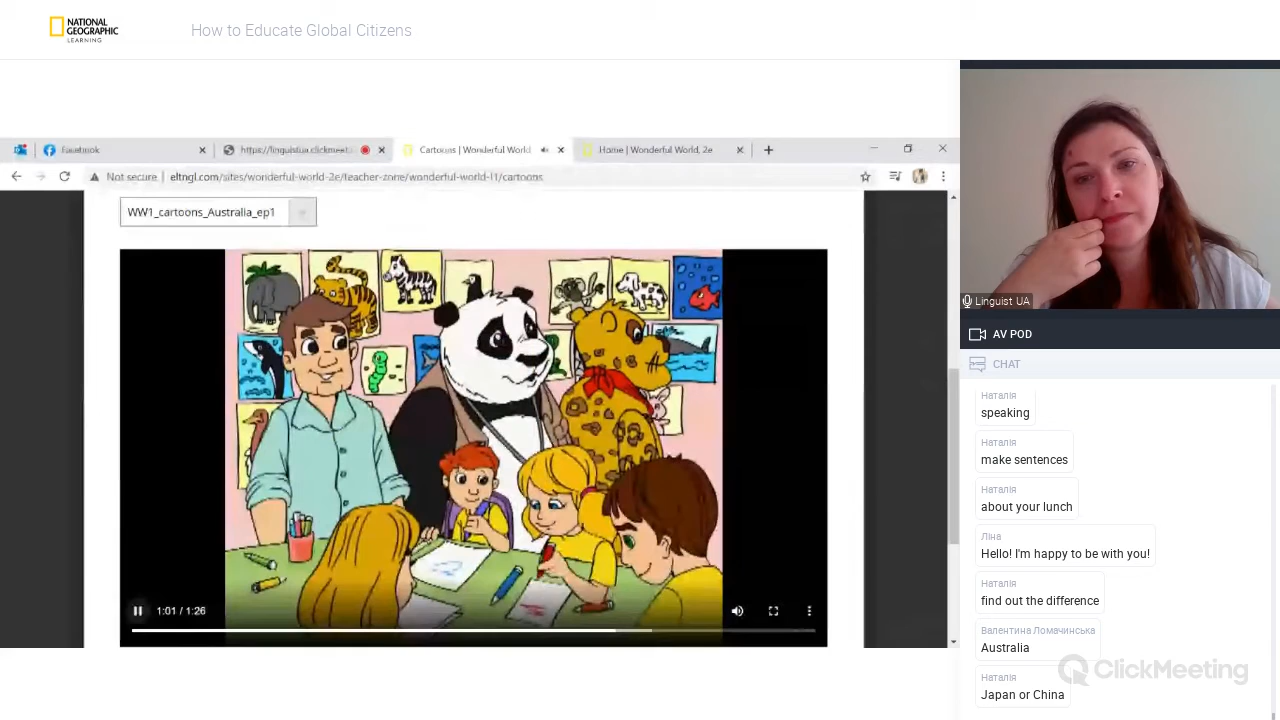 NATIONAL
GEOGRAPHIC
LEARNING
How to Educate Global Citizens
Facebook
https://linguistua.clickmeeti
Cartoons | Wonderful World
Home | Wonderful World, 2e
Not secure | eltngl.com/sites/wonderful-world-2e/teacher-zone/wonderful-world-l1/cartoons
WW1_cartoons_Australia_ep1
1:01 / 1:26
Linguist UA
AV POD
CHAT
Наталія
speaking
Наталія
make sentences
Наталія
about your lunch
Ліна
Hello! I'm happy to be with you!
Наталія
find out the difference
Валентина Ломачинська
Australia
Наталія
Japan or China
ClickMeeting